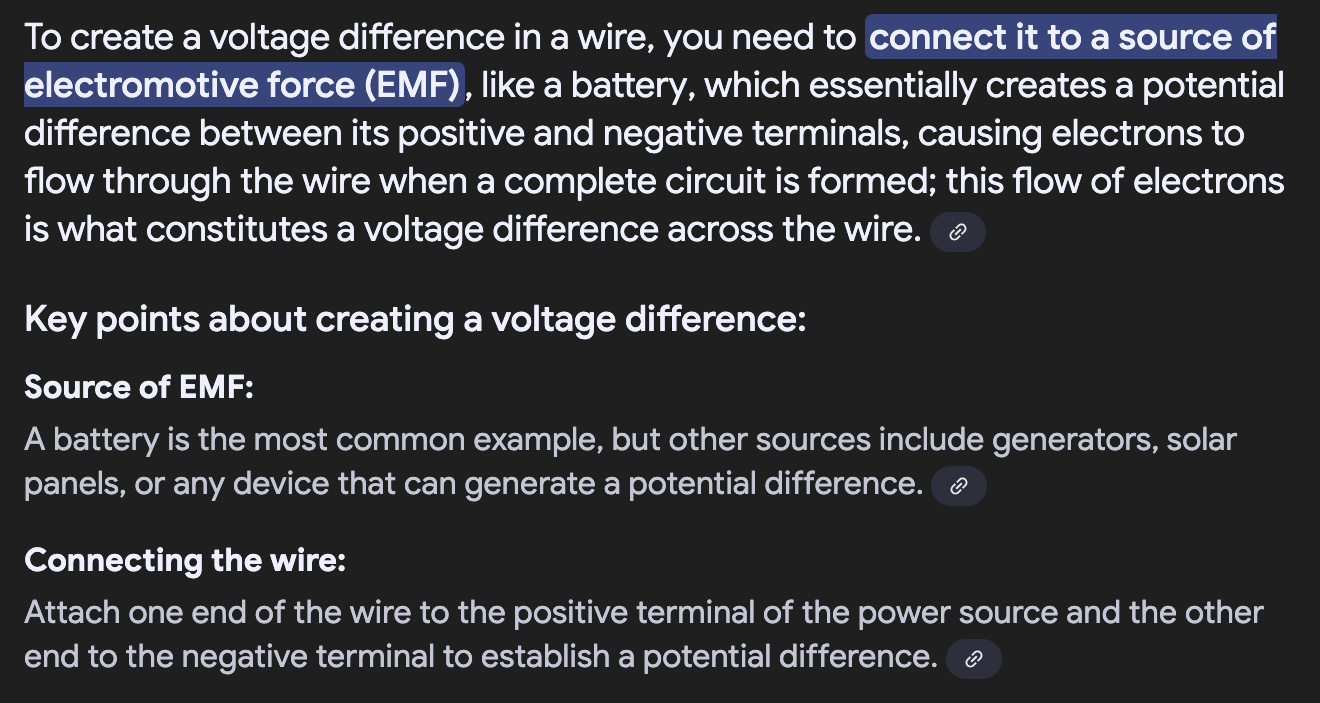 To create a voltage difference in a wire, you need to connect it to a source of
electromotive force (EMF), like a battery, which essentially creates a potential
difference between its positive and negative terminals, causing electrons to
flow through the wire when a complete circuit is formed; this flow of electrons
is what constitutes a voltage difference across the wire.
Key points about creating a voltage difference:
Source of EMF:
A battery is the most common example, but other sources include generators, solar
panels, or any device that can generate a potential difference.
Connecting the wire:
Attach one end of the wire to the positive terminal of the power source and the other
end to the negative terminal to establish a potential difference.